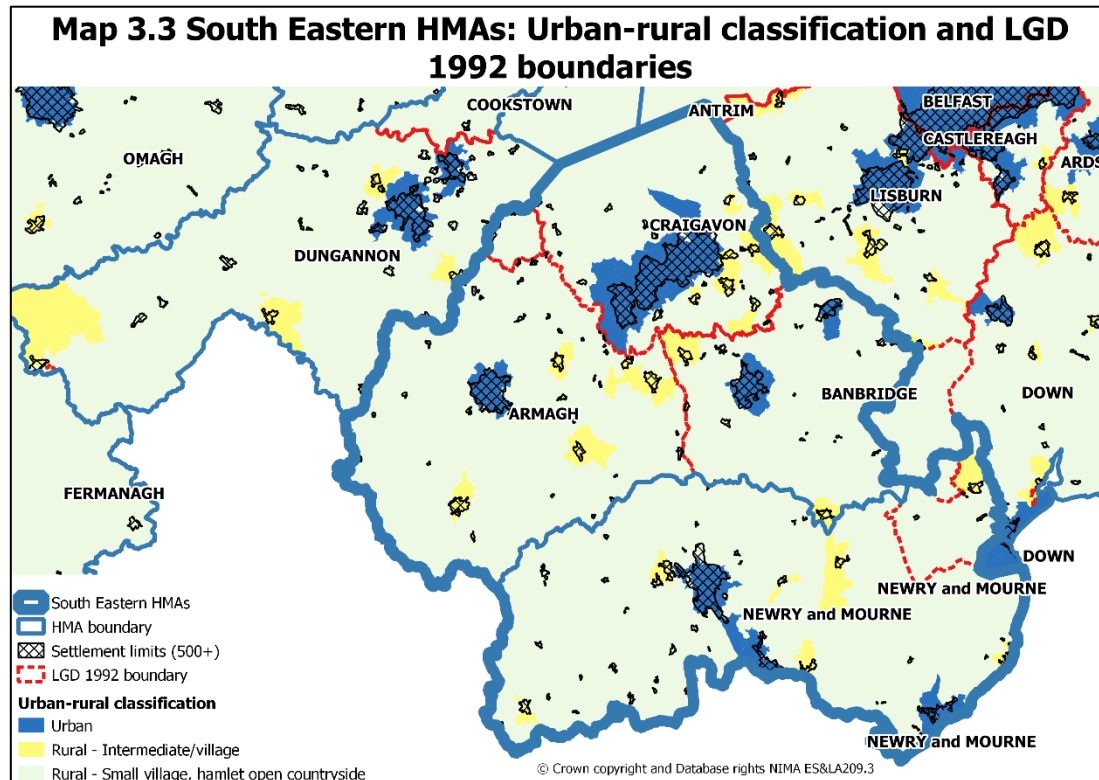 Map 3.3 South Eastern HMAs: Urban-rural classification and LGD
1992 boundaries
COOKSTOWN
ANTRIM
BELFAST
CASTLEREAGH
OMAGH
ARDS
LISBURN
CRAIGAVON
DUNGANNON
BANBRIDGE
DOWN
ARMAGH
FERMANAGH
DOWN
NEWRY and MOURNE
NEWRY and MOURNE
NEWRY and MOURNE
South Eastern HMAs
HMA boundary
Settlement limits (500+)
LGD 1992 boundary
Urban-rural classification
Urban
Rural - Intermediate/village
Rural - Small village, hamlet open countryside
© Crown copyright and Database rights NIMA ES&LA209.3